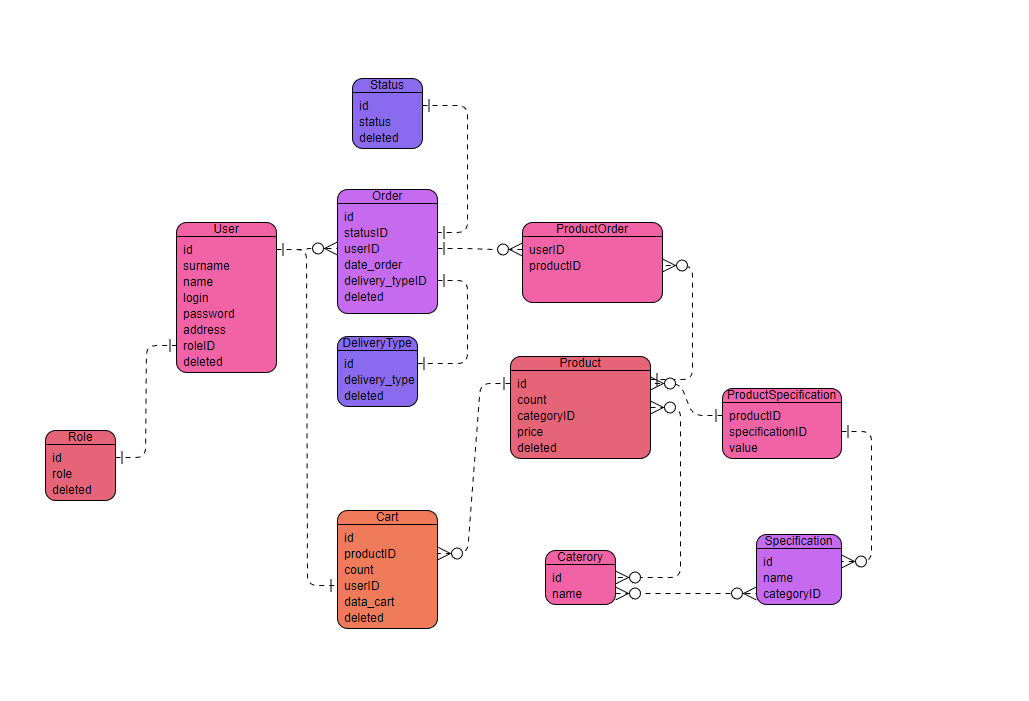 Status
id
status
deleted
Order
id
statusID
userID
date_order
delivery_typeID
deleted
User
id
surname
name
login
password
address
roleID
deleted
ProductOrder
userID
productID
DeliveryType
id
delivery_type
deleted
Product
id
count
categoryID
price
deleted
ProductSpecification
productID
specificationID
value
Role
id
role
deleted
Cart
id
productID
count
userID
data_cart
deleted
Caterory
id
name
Specification
id
name
categoryID